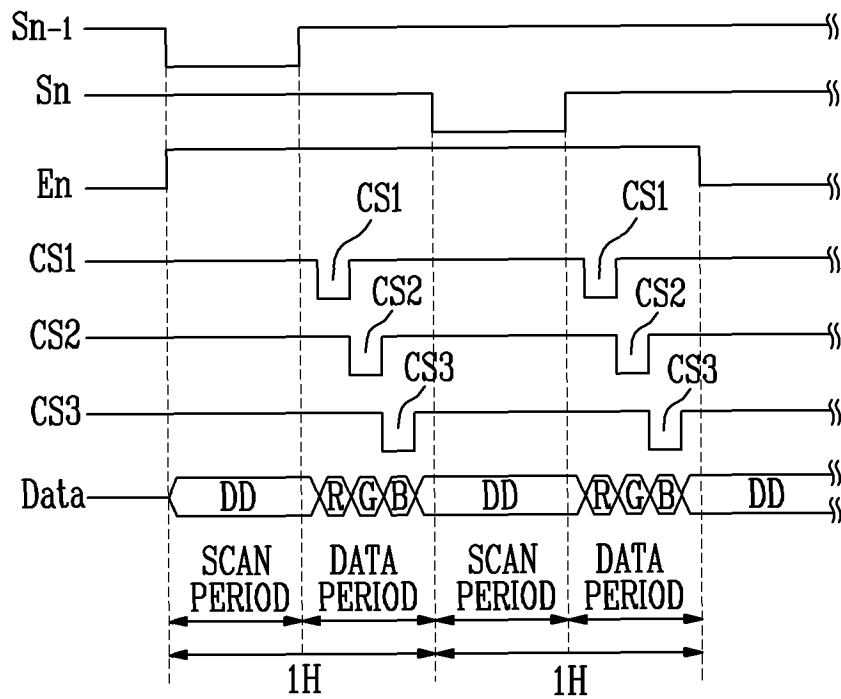 Sn-1
Sn
En
CS1
CS1
CS1
CS2
CS2
CS2
CS3
CS3
CS3
Data
DD
R
G
B
DD
R
G
B
DD
SCAN PERIOD
DATA PERIOD
SCAN PERIOD
DATA PERIOD
1H
1H